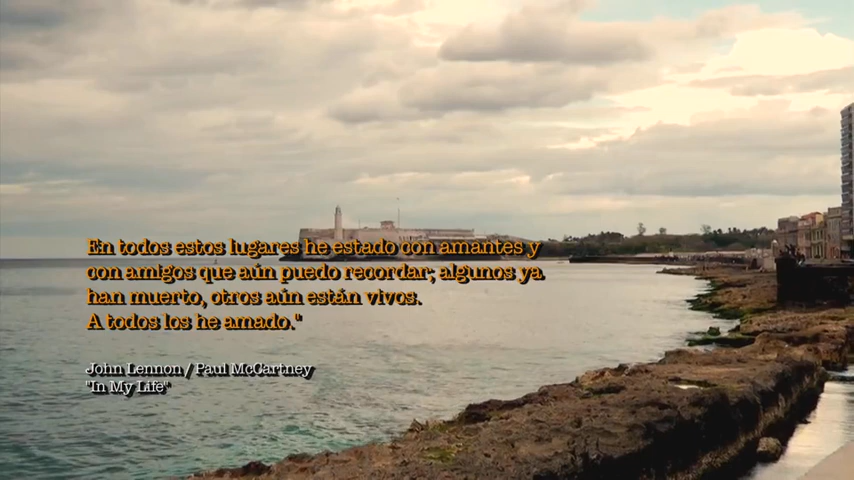 En todos estos lugares he estado con amantes y
con amigos que aún puedo recordar; algunos ya
han muerto, otros aún están vivos.
A todos los he amado."
John Lennon / Paul McCartney
"In My Life"